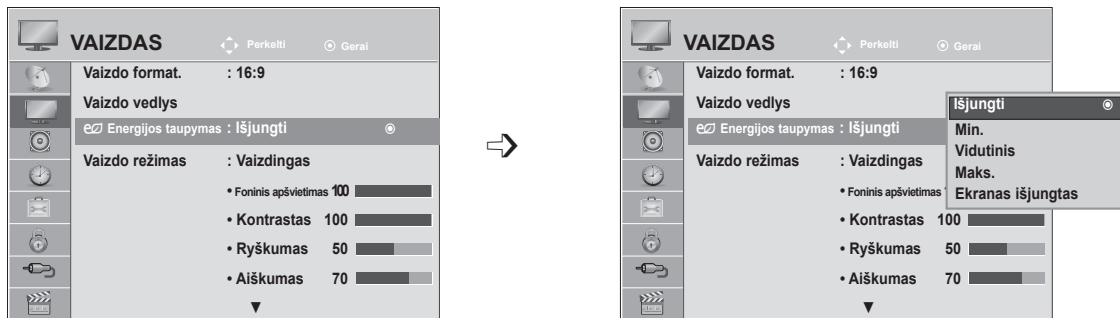 VAIZDAS Perkelti Gerai
Vaizdo format. : 16:9
Vaizdo vedlys
Energijos taupymas : Išjungti
Vaizdo režimas : Vaizdingas
• Foninis apšvietimas 100
• Kontrastas 100
• Ryškumas 50
• Aiškumas 70
VAIZDAS Perkelti Gerai
Vaizdo format. : 16:9
Vaizdo vedlys
Energijos taupymas : Išjungti
Vaizdo režimas : Vaizdingas
• Foninis apšvietimas
• Kontrastas 100
• Ryškumas 50
• Aiškumas 70
Išjungti
Min.
Vidutinis
Maks.
Ekranas išjungtas